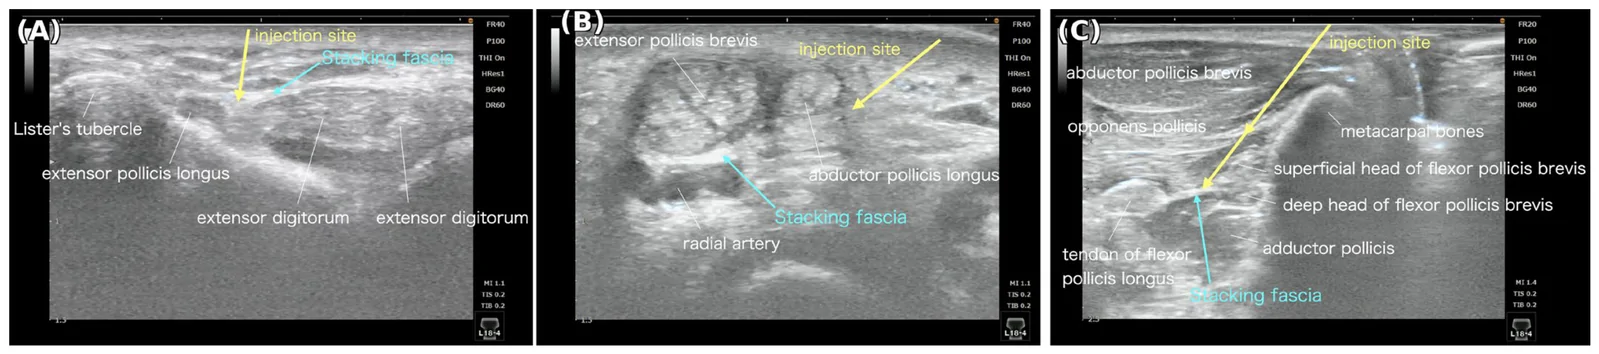 (A)
injection site
Stacking fascia
Lister's tubercle
extensor pollicis longus
extensor digitorum
extensor digitorum
FR40
P100
THI On
HRes1
BG40
DR60
MI 1.1
TIS 0.2
TIB 0.2
L18-4
1.5
(B)
extensor pollicis brevis
injection site
abductor pollicis longus
Stacking fascia
radial artery
FR40
P100
THI On
HRes1
BG40
DR60
MI 1.1
TIS 0.2
TIB 0.2
L18-4
1.5
(C)
injection site
abductor pollicis brevis
opponens pollicis
metacarpal bones
superficial head of flexor pollicis brevis
deep head of flexor pollicis brevis
adductor pollicis
tendon of flexor
pollicis longus
Stacking fascia
FR20
P100
THI On
HRes1
BG40
DR60
MI 1.4
TIS 0.2
TIB 0.2
L18-4